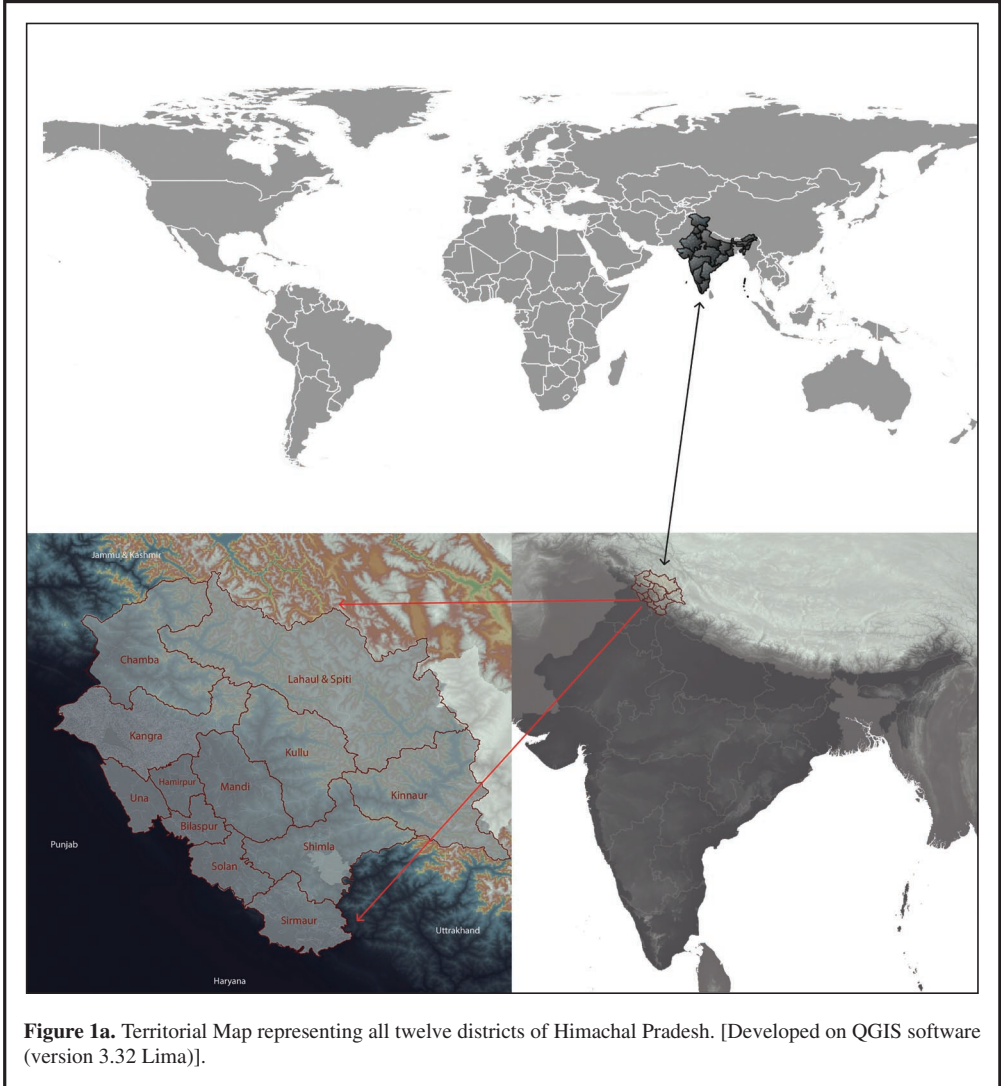 Jammu & Kashmir
Chamba
Lahaul & Spiti
Kangra
Kullu
Hamirpur
Mandi
Kinnaur
Una
Bilaspur
Punjab
Shimla
Solan
Sirmaur
Uttrakhand
Haryana
Figure 1a. Territorial Map representing all twelve districts of Himachal Pradesh. [Developed on QGIS software
(version 3.32 Lima)].